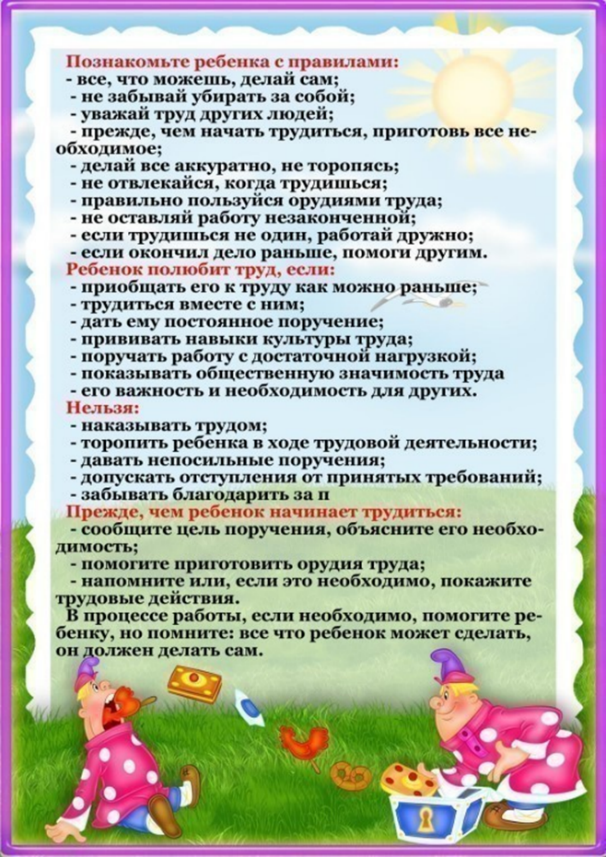 Познакомьте ребенка с правилами:
- все, что можешь, делай сам;
- не забывай убирать за собой;
- уважай труд других людей;
- прежде, чем начать трудиться, приготовь все не-
обходимое;
- делай все аккуратно, не торопясь;
- не отвлекайся, когда трудишься;
- правильно пользуйся орудиями труда;
- не оставляй работу незаконченной;
- если трудишься не один, работай дружно;
- если окончил дело раньше, помоги другим.
Ребенок полюбит труд, если:
- приобщать его к труду как можно раньше;
- трудиться вместе с ним;
- дать ему постоянное поручение;
- прививать навыки культуры труда;
- поручать работу с достаточной нагрузкой;
- показывать общественную значимость труда
- его важность и необходимость для других.
Нельзя:
- наказывать трудом;
- торопить ребенка в ходе трудовой деятельности;
- давать непосильные поручения;
- допускать отступления от принятых требований;
- забывать благодарить за п
Прежде, чем ребенок начинает трудиться:
- сообщите цель поручения, объясните его необхо-
димость;
- помогите приготовить орудия труда;
- напомните или, если это необходимо, покажите
трудовые действия.
В процессе работы, если необходимо, помогите ре-
бенку, но помните: все что ребенок может сделать,
он должен делать сам.